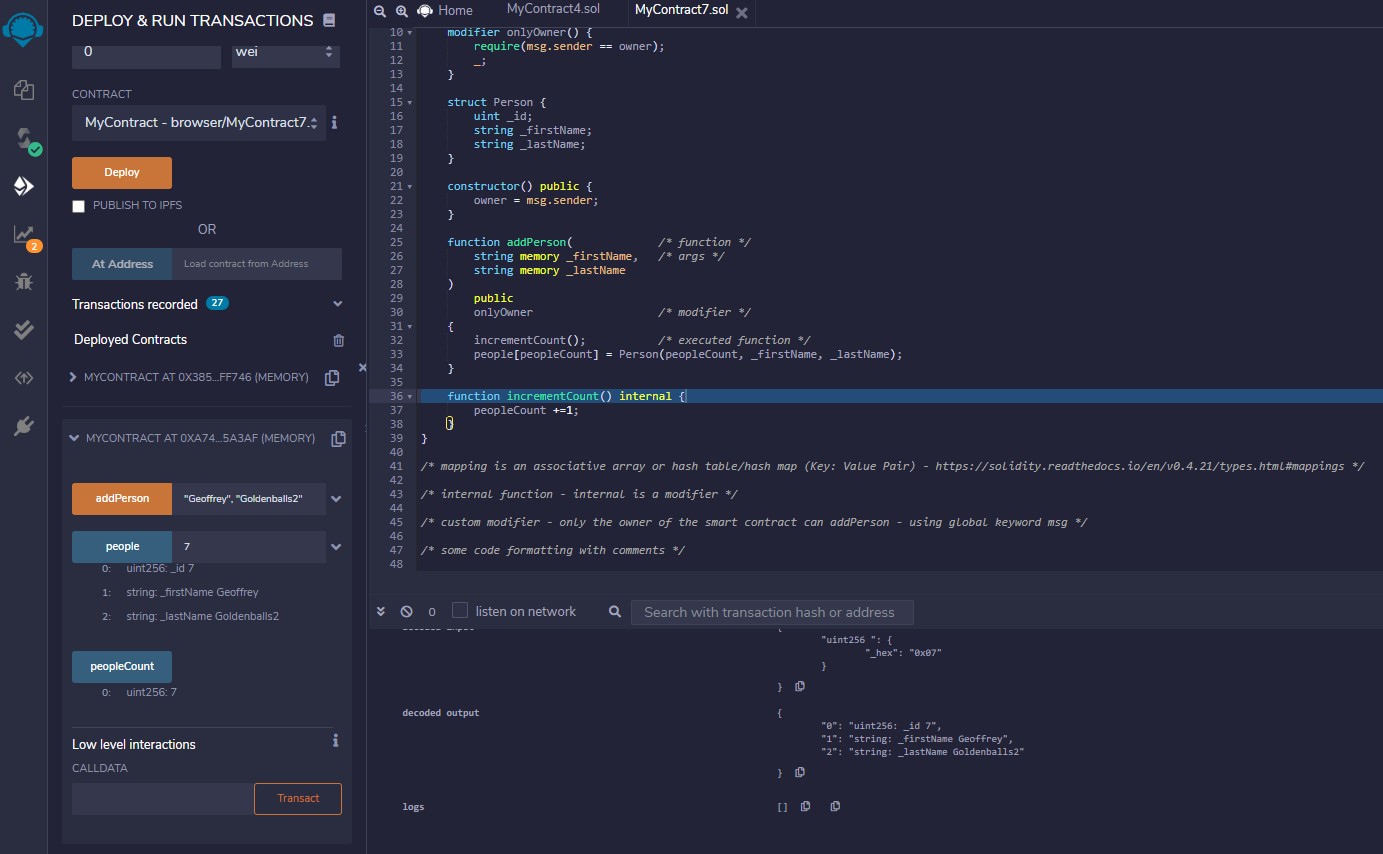 DEPLOY & RUN TRANSACTIONS
0 wei
CONTRACT
MyContract - browser/MyContract7.
Deploy
PUBLISH TO IPFS
OR
At Address Load contract from Address
Transactions recorded 27
Deployed Contracts
MYCONTRACT AT 0X385...FF746 (MEMORY)
MYCONTRACT AT 0XA74...5A3AF (MEMORY)
addPerson "Geoffrey", "Goldenballs2"
people 7
0: uint256: _id 7
1: string: _firstName Geoffrey
2: string: _lastName Goldenballs2
peopleCount
0: uint256: 7
Low level interactions
CALLDATA
Transact
2
Home MyContract4.sol MyContract7.sol
10 modifier onlyOwner() {
11 require(msg.sender == owner);
12 _;
13 }
14
15 struct Person {
16 uint _id;
17 string _firstName;
18 string _lastName;
19 }
20
21 constructor() public {
22 owner = msg.sender;
23 }
24
25 function addPerson( /* function */
26 string memory _firstName, /* args */
27 string memory _lastName
28 )
29 public
30 onlyOwner /* modifier */
31 {
32 incrementCount(); /* executed function */
33 people[peopleCount] = Person(peopleCount, _firstName, _lastName);
34 }
35
36 function incrementCount() internal {
37 peopleCount +=1;
38 }
39 }
40
41 /* mapping is an associative array or hash table/hash map (Key: Value Pair) - https://solidity.readthedocs.io/en/v0.4.21/types.html#mappings */
42
43 /* internal function - internal is a modifier */
44
45 /* custom modifier - only the owner of the smart contract can addPerson - using global keyword msg */
46
47 /* some code formatting with comments */
48
0 listen on network Search with transaction hash or address
decoded input {
"uint256 ": {
"_hex": "0x07"
}
}
decoded output {
"0": "uint256: _id 7",
"1": "string: _firstName Geoffrey",
"2": "string: _lastName Goldenballs2"
}
logs []